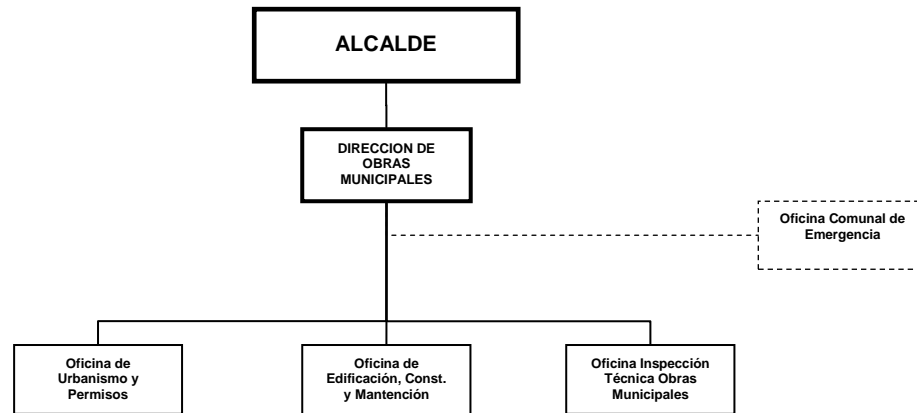 ALCALDE
DIRECCION DE
OBRAS
MUNICIPALES
Oficina Comunal de
Emergencia
Oficina de
Urbanismo y
Permisos
Oficina de
Edificación, Const.
y Mantención
Oficina Inspección
Técnica Obras
Municipales